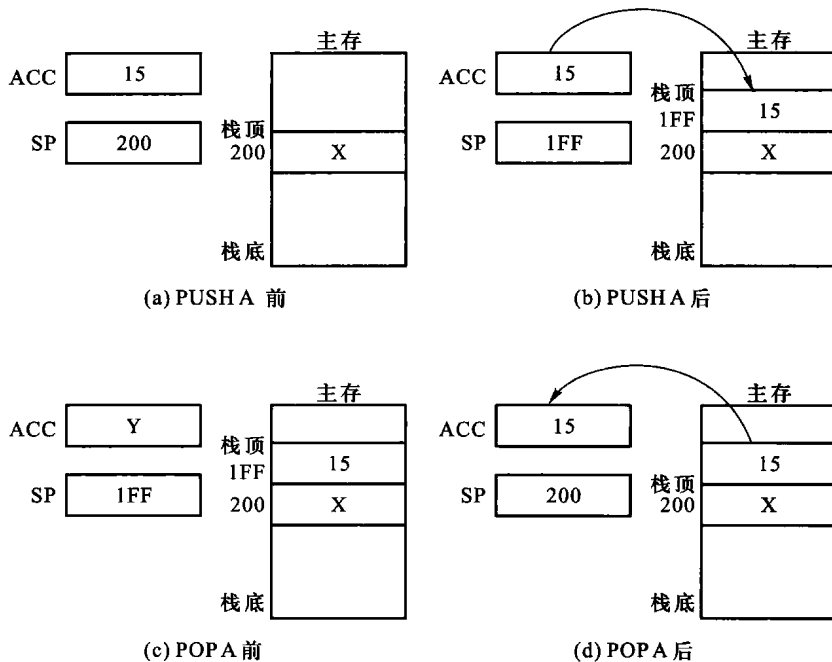 主存
ACC 15
SP 200
栈顶
200 X
栈底
(a) PUSH A 前
主存
ACC 15
SP 1FF
栈顶
1FF 15
200 X
栈底
(b) PUSH A 后
主存
ACC Y
SP 1FF
栈顶
1FF 15
200 X
栈底
(c) POP A 前
主存
ACC 15
SP 200
15
栈顶
200 X
栈底
(d) POP A 后